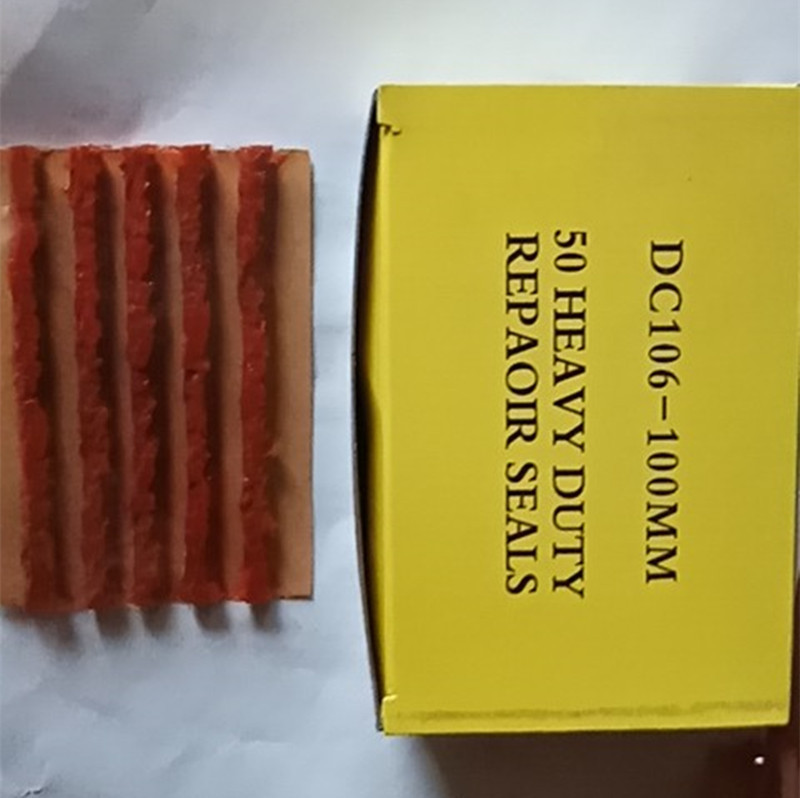 DC106-100MM
50 HEAVY DUTY
REPAOIR SEALS